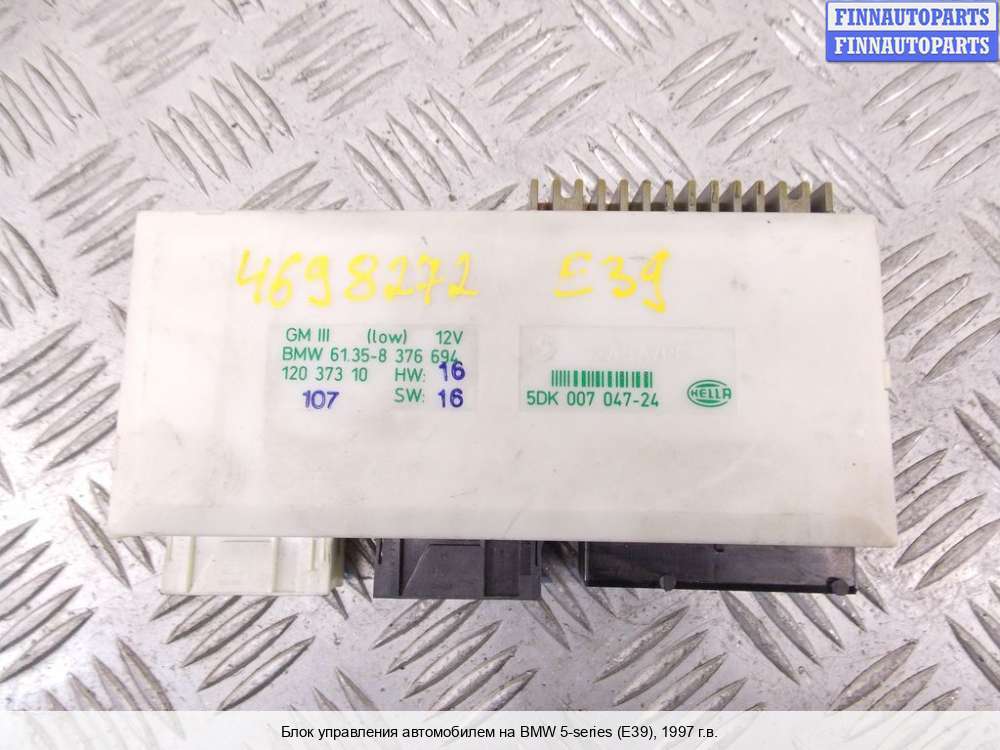 FINNAUTOPARTS
FINNAUTOPARTS
4698272 E39
GM III (low) 12V
BMW 61.35-8 376 694
120 373 10 HW: 16
107 SW: 16
5DK 007 047-24 HELLA
Блок управления автомобилем на BMW 5-series (E39), 1997 г.в.